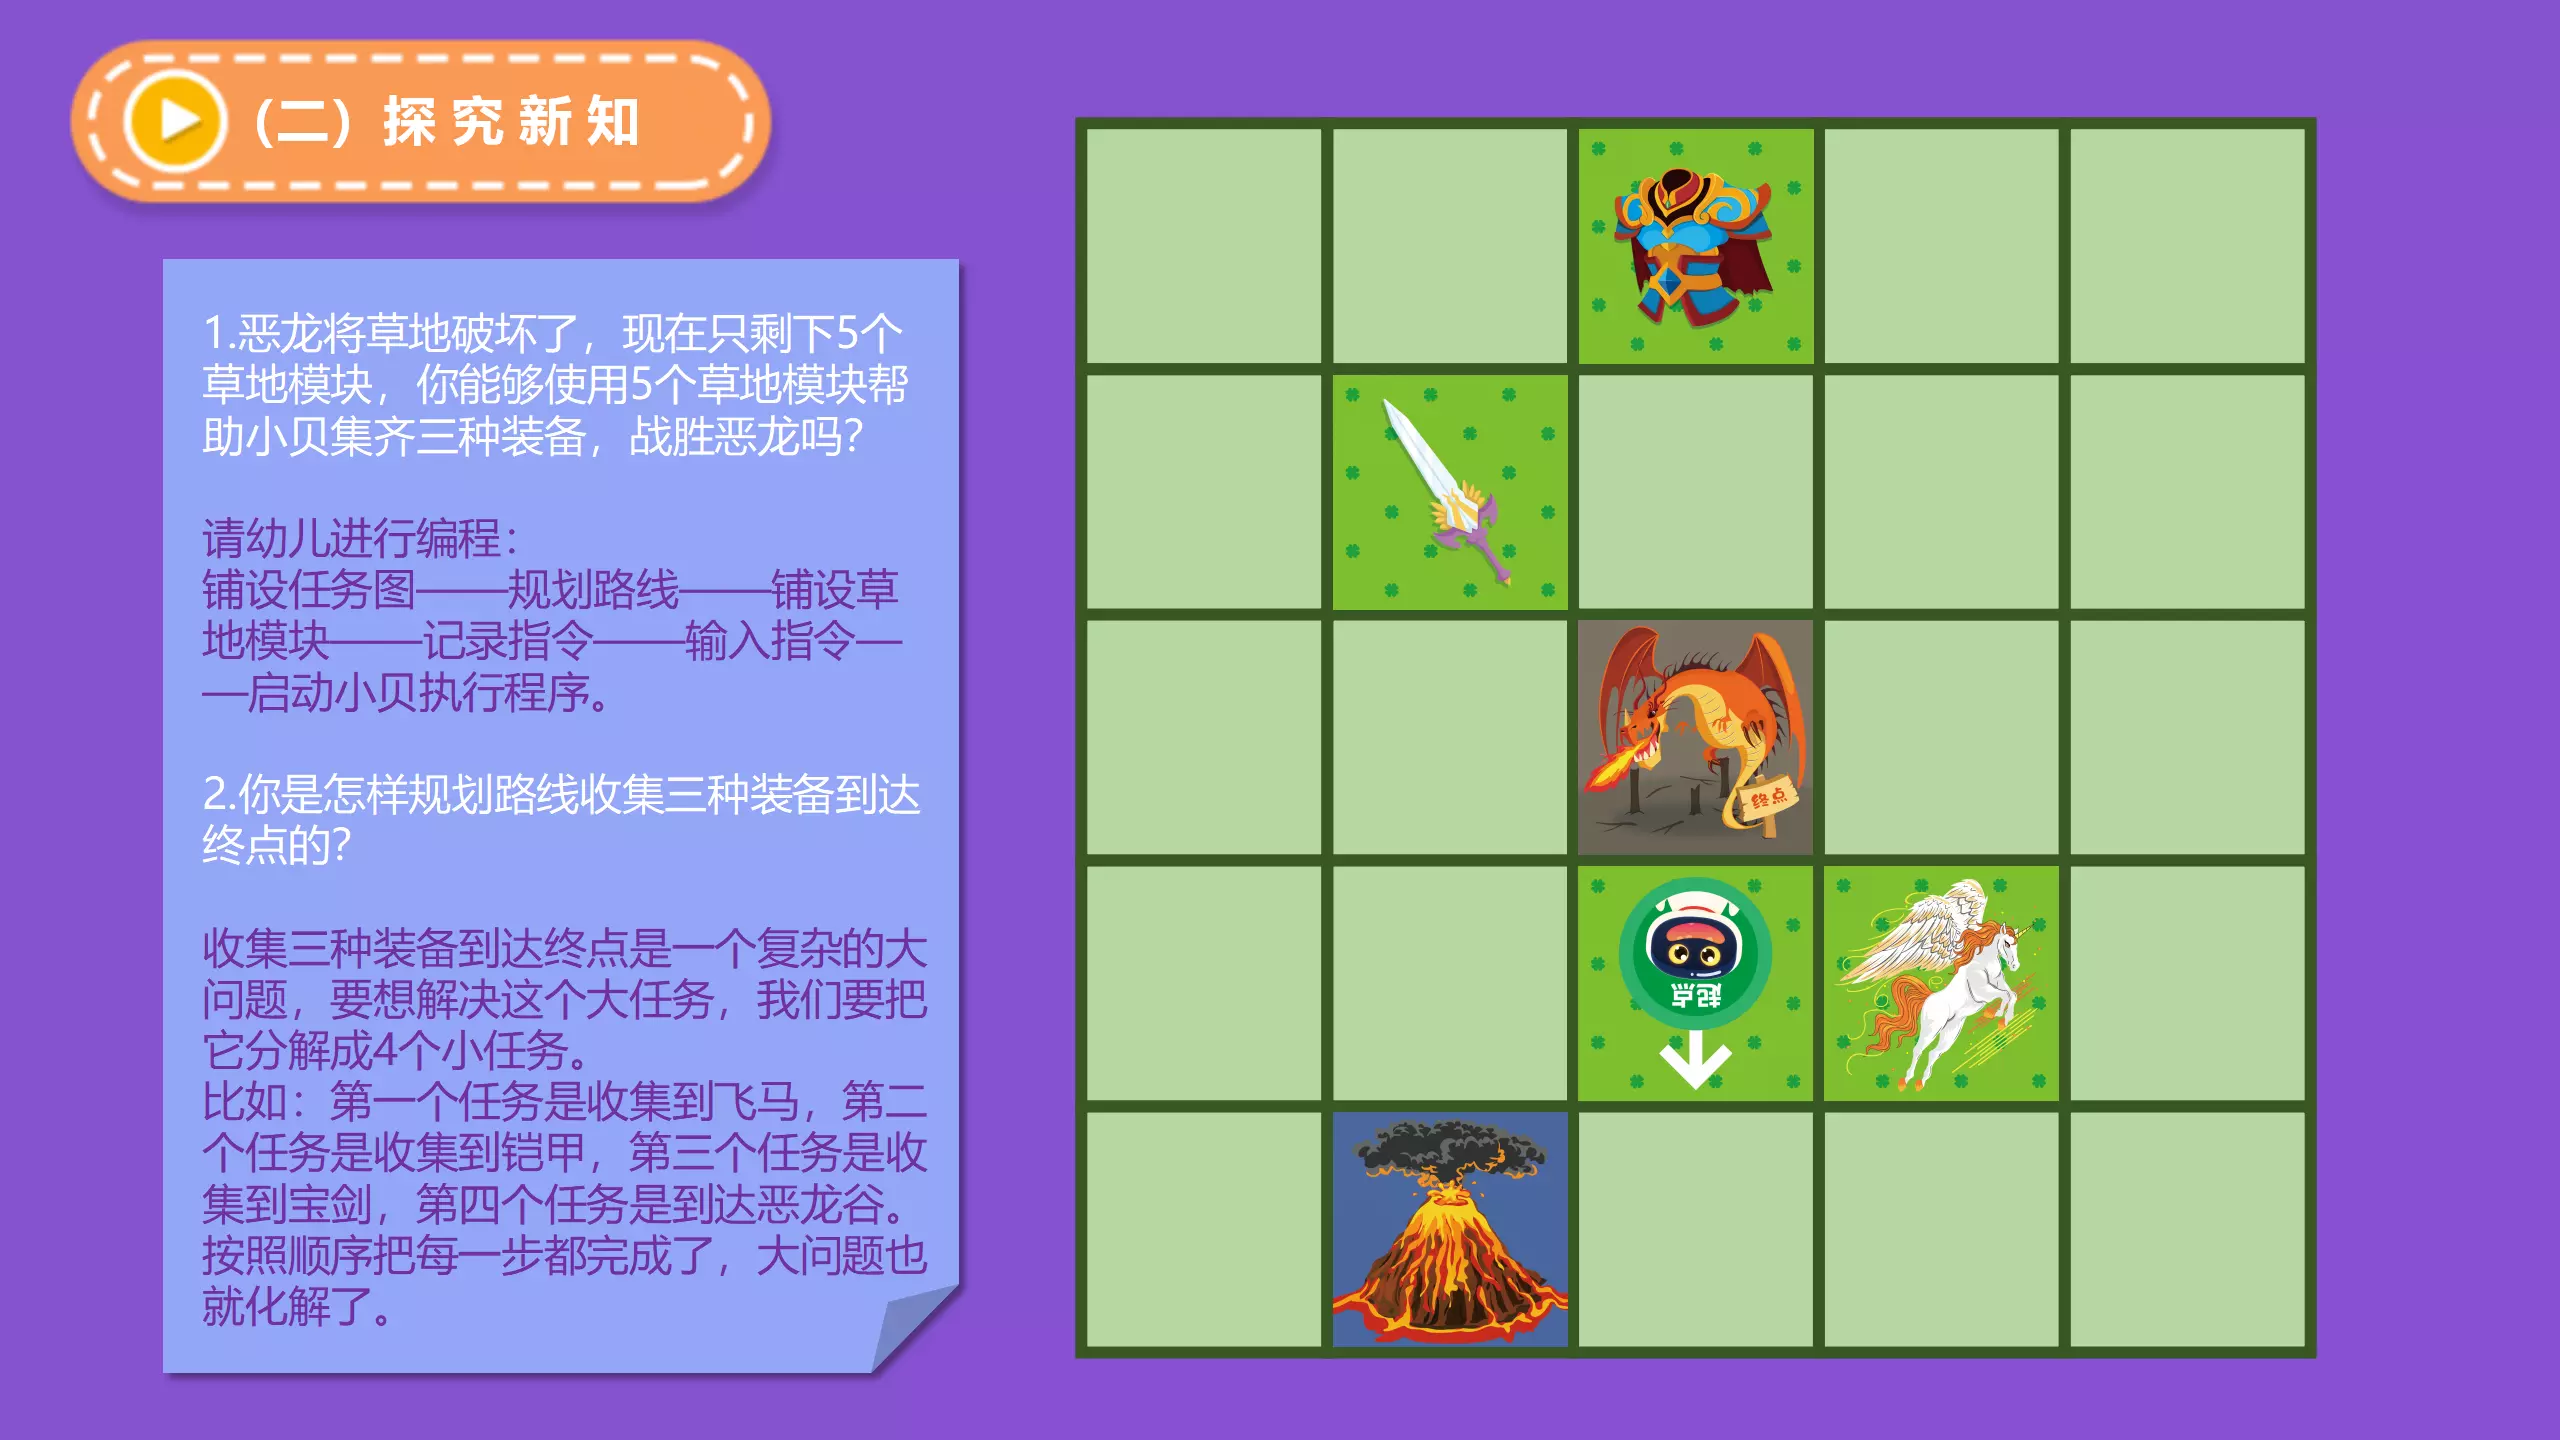 （二）探究新知
1.恶龙将草地破坏了，现在只剩下5个
草地模块，你能够使用5个草地模块帮
助小贝集齐三种装备，战胜恶龙吗？
请幼儿进行编程：
铺设任务图——规划路线——铺设草
地模块——记录指令——输入指令—
—启动小贝执行程序。
2.你是怎样规划路线收集三种装备到达
终点的？
收集三种装备到达终点是一个复杂的大
问题，要想解决这个大任务，我们要把
它分解成4个小任务。
比如：第一个任务是收集到飞马，第二
个任务是收集到铠甲，第三个任务是收
集到宝剑，第四个任务是到达恶龙谷。
按照顺序把每一步都完成了，大问题也
就化解了。
终点
起点